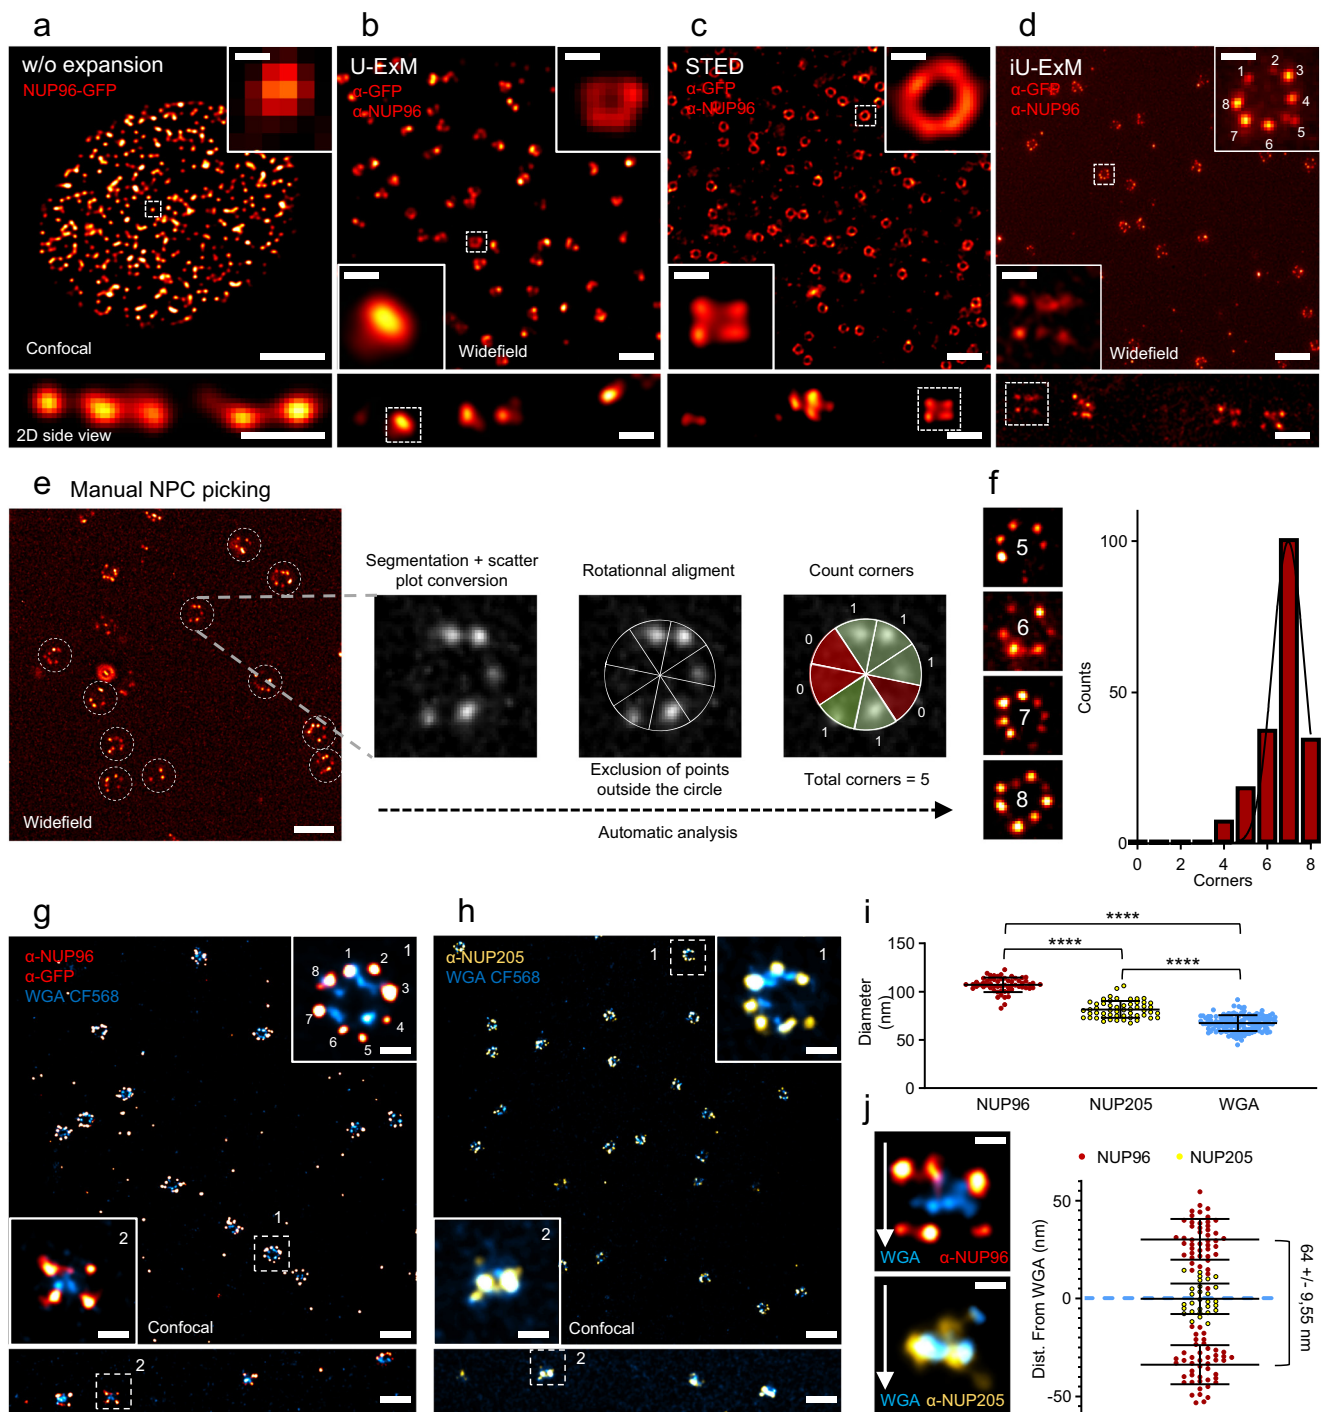 a
w/o expansion
NUP96-GFP
Confocal
2D side view
b
U-ExM
α-GFP
α-NUP96
Widefield
c
STED
α-GFP
α-NUP96
d
iU-ExM
α-GFP
α-NUP96
1
2
3
4
5
6
7
8
Widefield
e
Manual NPC picking
Widefield
Segmentation + scatter
plot conversion
Rotationnal aligment
Exclusion of points
outside the circle
Count corners
1
1
0
1
0
0
1
1
Total corners = 5
Automatic analysis
f
5
6
7
8
Counts
100
50
0
0
2
4
6
8
Corners
g
α-NUP96
α-GFP
WGA CF568
1
1
2
3
4
5
6
7
8
1
2
Confocal
2
h
α-NUP205
WGA CF568
1
1
2
Confocal
2
i
****
****
****
Diameter
(nm)
150
100
50
0
NUP96
NUP205
WGA
j
WGA
α-NUP96
WGA
α-NUP205
NUP96
NUP205
Dist. From WGA (nm)
50
0
-50
64 +/- 9,55 nm